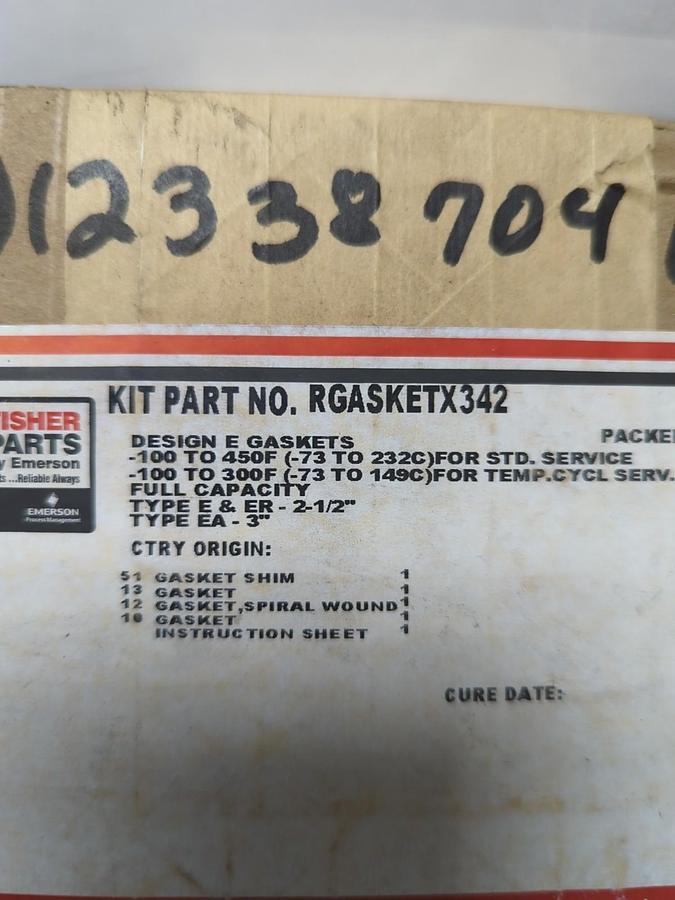 12338704
KIT PART NO. RGASKETX342
FISHER
PARTS
y Emerson
ts ...Reliable Always
EMERSON
Process Management
PACKE
DESIGN E GASKETS
-100 TO 450F (-73 TO 232C)FOR STD. SERVICE
-100 TO 300F (-73 TO 149C)FOR TEMP.CYCL SERV.
FULL CAPACITY
TYPE E & ER - 2-1/2"
TYPE EA - 3"
CTRY ORIGIN:
51 GASKET SHIM 1
13 GASKET 1
12 GASKET,SPIRAL WOUND 1
10 GASKET 1
INSTRUCTION SHEET 1
CURE DATE: